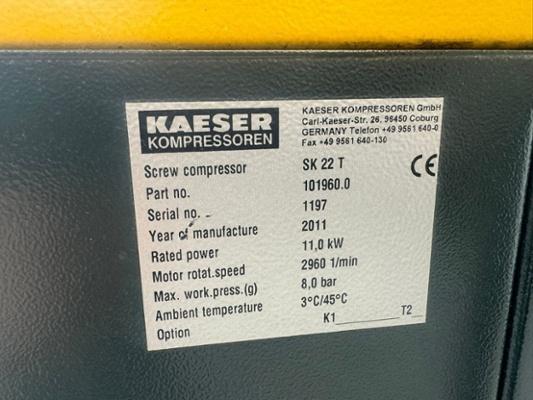 KAESER
KOMPRESSOREN
KAESER KOMPRESSOREN GmbH
Carl-Kaeser-Str. 26, 96450 Coburg
GERMANY Telefon +49 9561 640-0
Fax +49 9561 640-130
CE
Screw compressor SK 22 T
Part no. 101960.0
Serial no. 1197
Year of manufacture 2011
Rated power 11,0 kW
Motor rotat.speed 2960 1/min
Max. work.press.(g) 8,0 bar
Ambient temperature 3°C/45°C
Option K1________ T2__